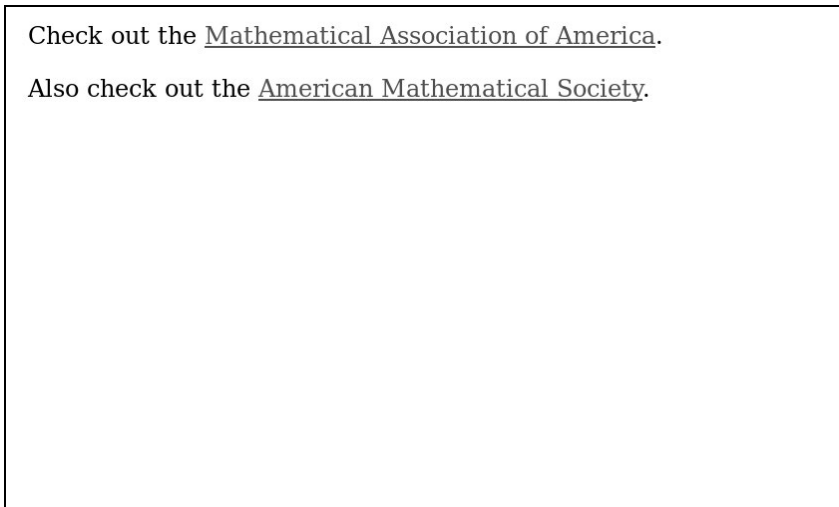 Check out the Mathematical Association of America.
Also check out the American Mathematical Society.